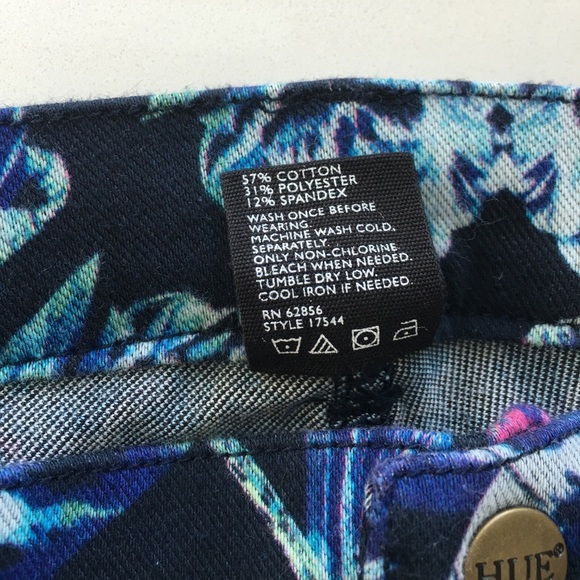 57% COTTON
31% POLYESTER
12% SPANDEX
WASH ONCE BEFORE
WEARING
MACHINE WASH COLD,
SEPARATELY
ONLY NON-CHLORINE
BLEACH WHEN NEEDED.
TUMBLE DRY LOW.
COOL IRON IF NEEDED.
RN 62856
STYLE 17544
HUE®